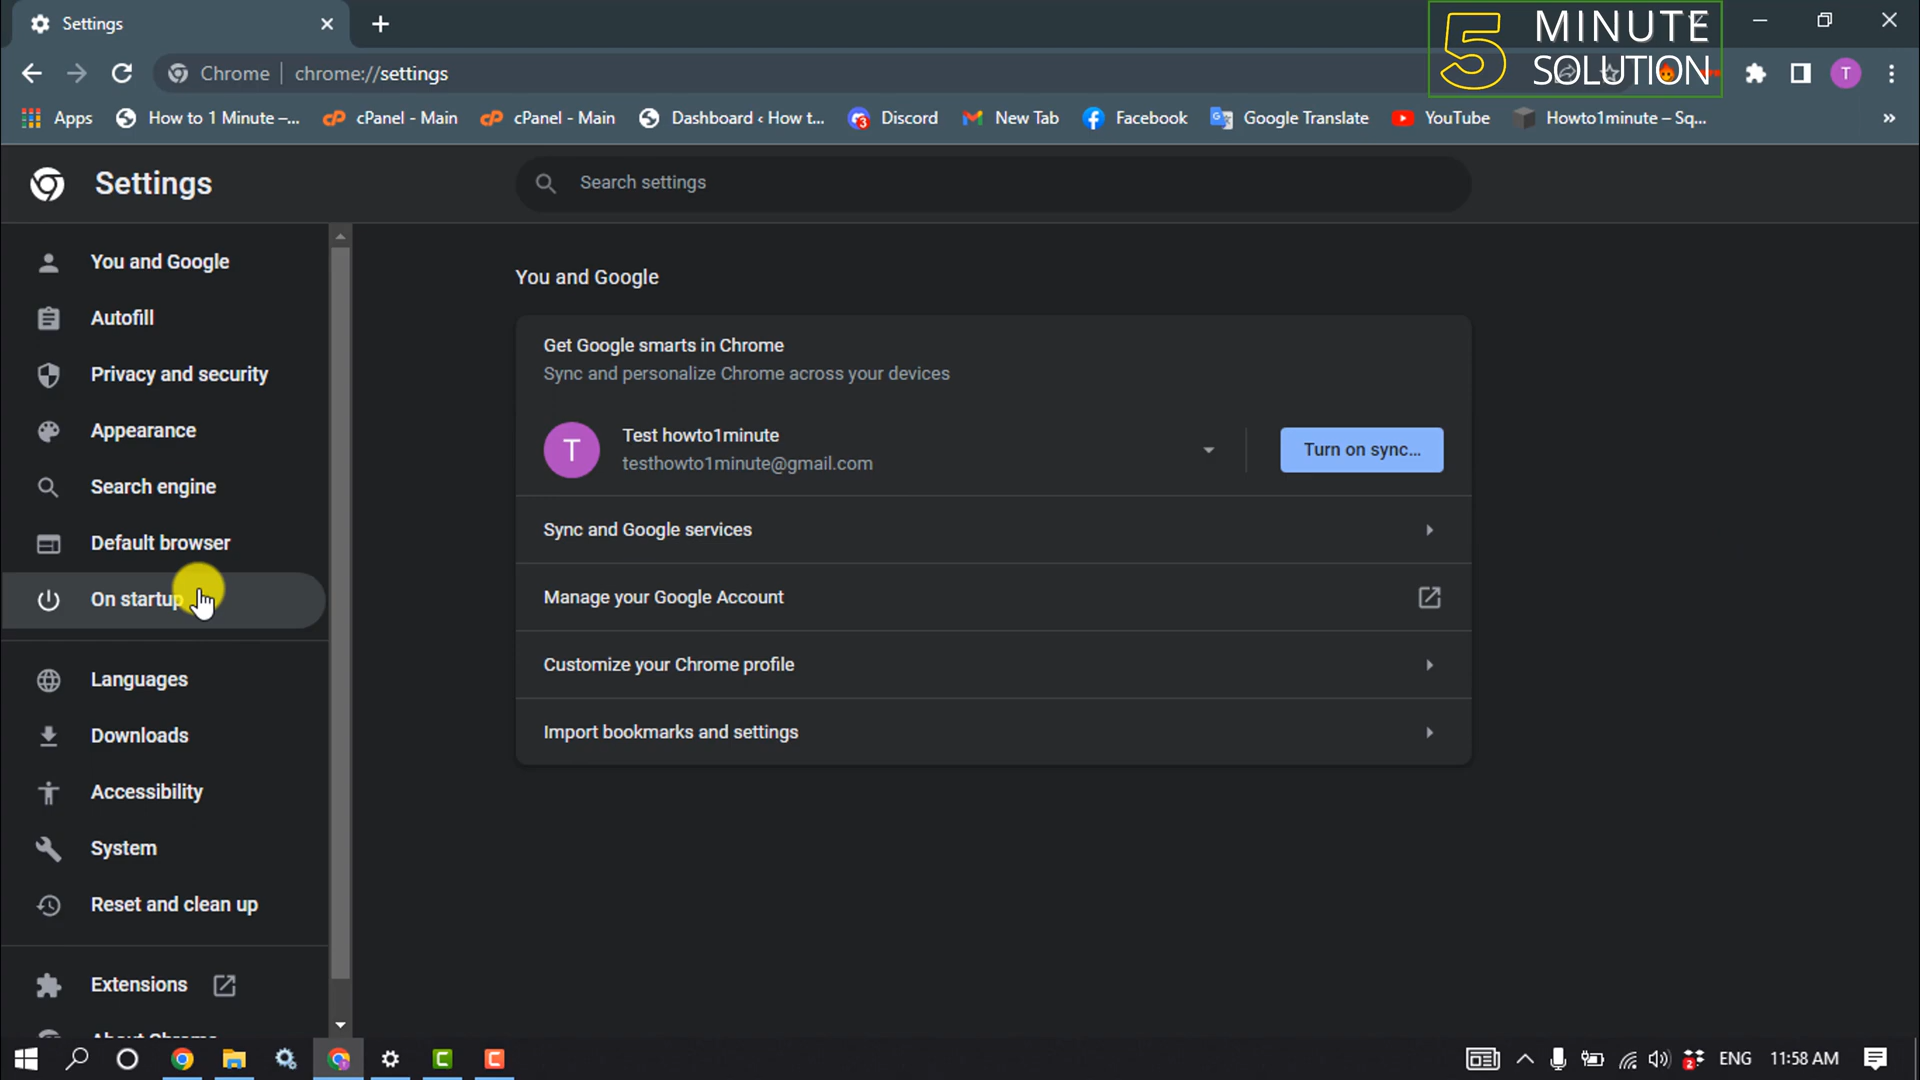 Settings
5 MINUTE
SOLUTION
Chrome chrome://settings
T
Apps How to 1 Minute –... cPanel - Main cPanel - Main Dashboard ‹ How t... Discord New Tab Facebook Google Translate YouTube Howto1minute – Sq... »
Settings
Search settings
You and Google
Autofill
Privacy and security
Appearance
Search engine
Default browser
On startup
Languages
Downloads
Accessibility
System
Reset and clean up
Extensions
About Chrome
You and Google
Get Google smarts in Chrome
Sync and personalize Chrome across your devices
T
Test howto1minute
testhowto1minute@gmail.com
Turn on sync...
Sync and Google services
Manage your Google Account
Customize your Chrome profile
Import bookmarks and settings
ENG 11:58 AM